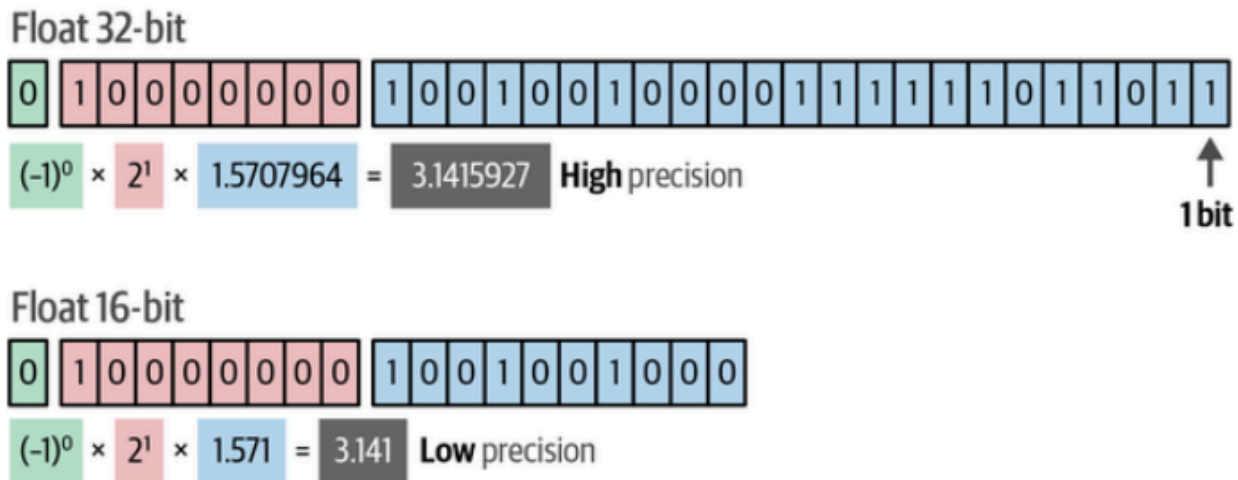 Float 32-bit
0 1 0 0 0 0 0 0 0 1 0 0 1 0 0 1 0 0 0 0 1 1 1 1 1 1 0 1 1 0 1 1
(-1)⁰ × 2¹ × 1.5707964 = 3.1415927 High precision
1 bit
Float 16-bit
0 1 0 0 0 0 0 0 0 1 0 0 1 0 0 1 0 0 0
(-1)⁰ × 2¹ × 1.571 = 3.141 Low precision